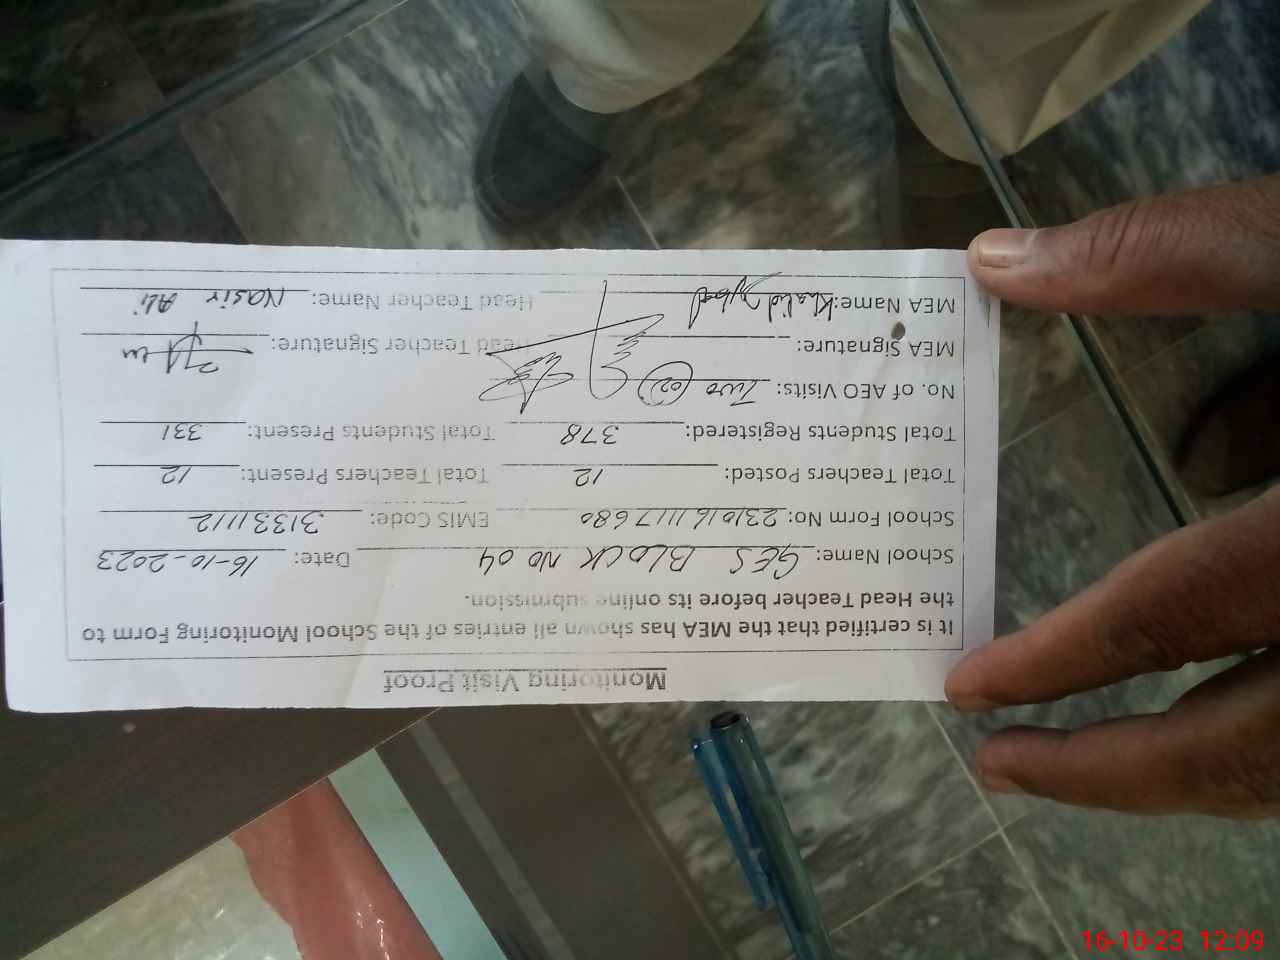 Monitoring Visit Proof
It is certified that the MEA has shown all entries of the School Monitoring Form to
the Head Teacher before its online submission.
School Name: GES BLOCK NO 04 Date: 16-10-2023
School Form No: 231016111768 0 EMIS Code: 31331112
Total Teachers Posted: 12 Total Teachers Present: 12
Total Students Registered: 378 Total Students Present: 331
No. of AEO Visits: Two (02)
MEA Signature: Head Teacher Signature:
MEA Name: Khalid Head Teacher Name: Nasir Ali
16-10-23 12:09